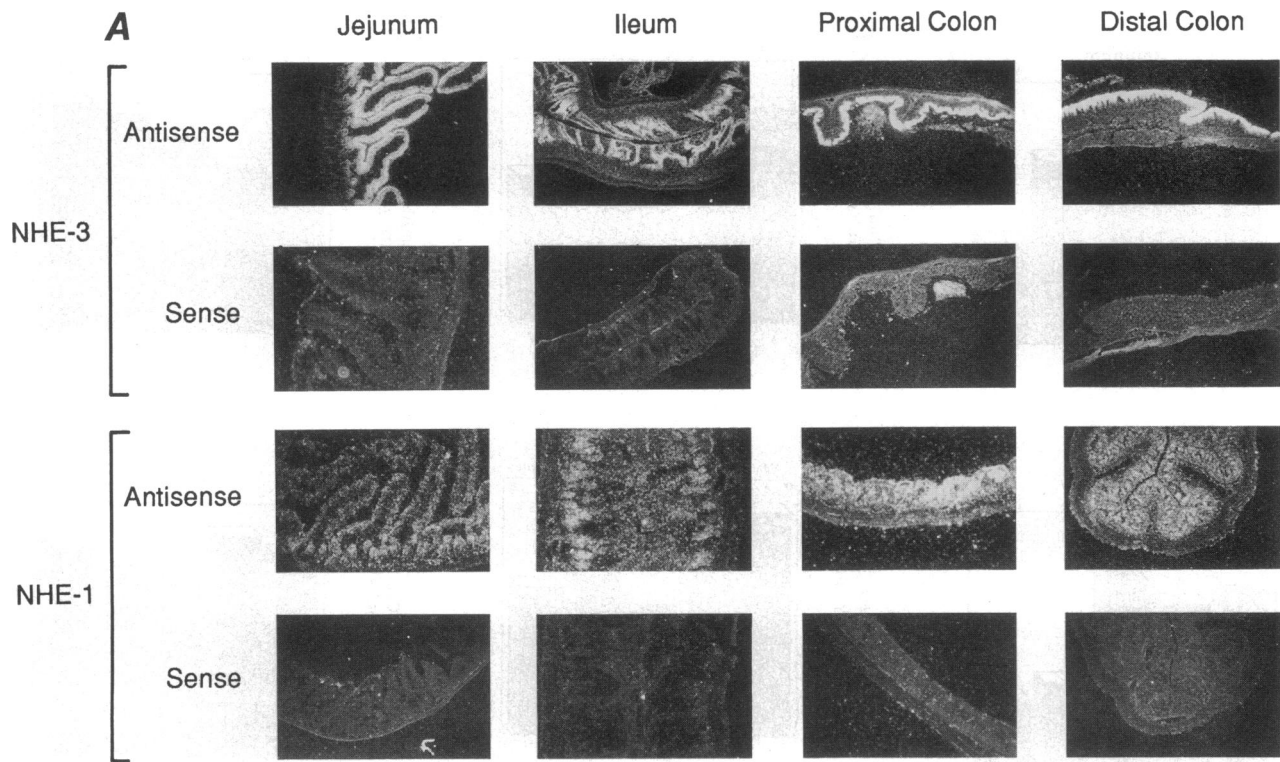 A
Jejunum
Ileum
Proximal Colon
Distal Colon
NHE-3
Antisense
Sense
NHE-1
Antisense
Sense